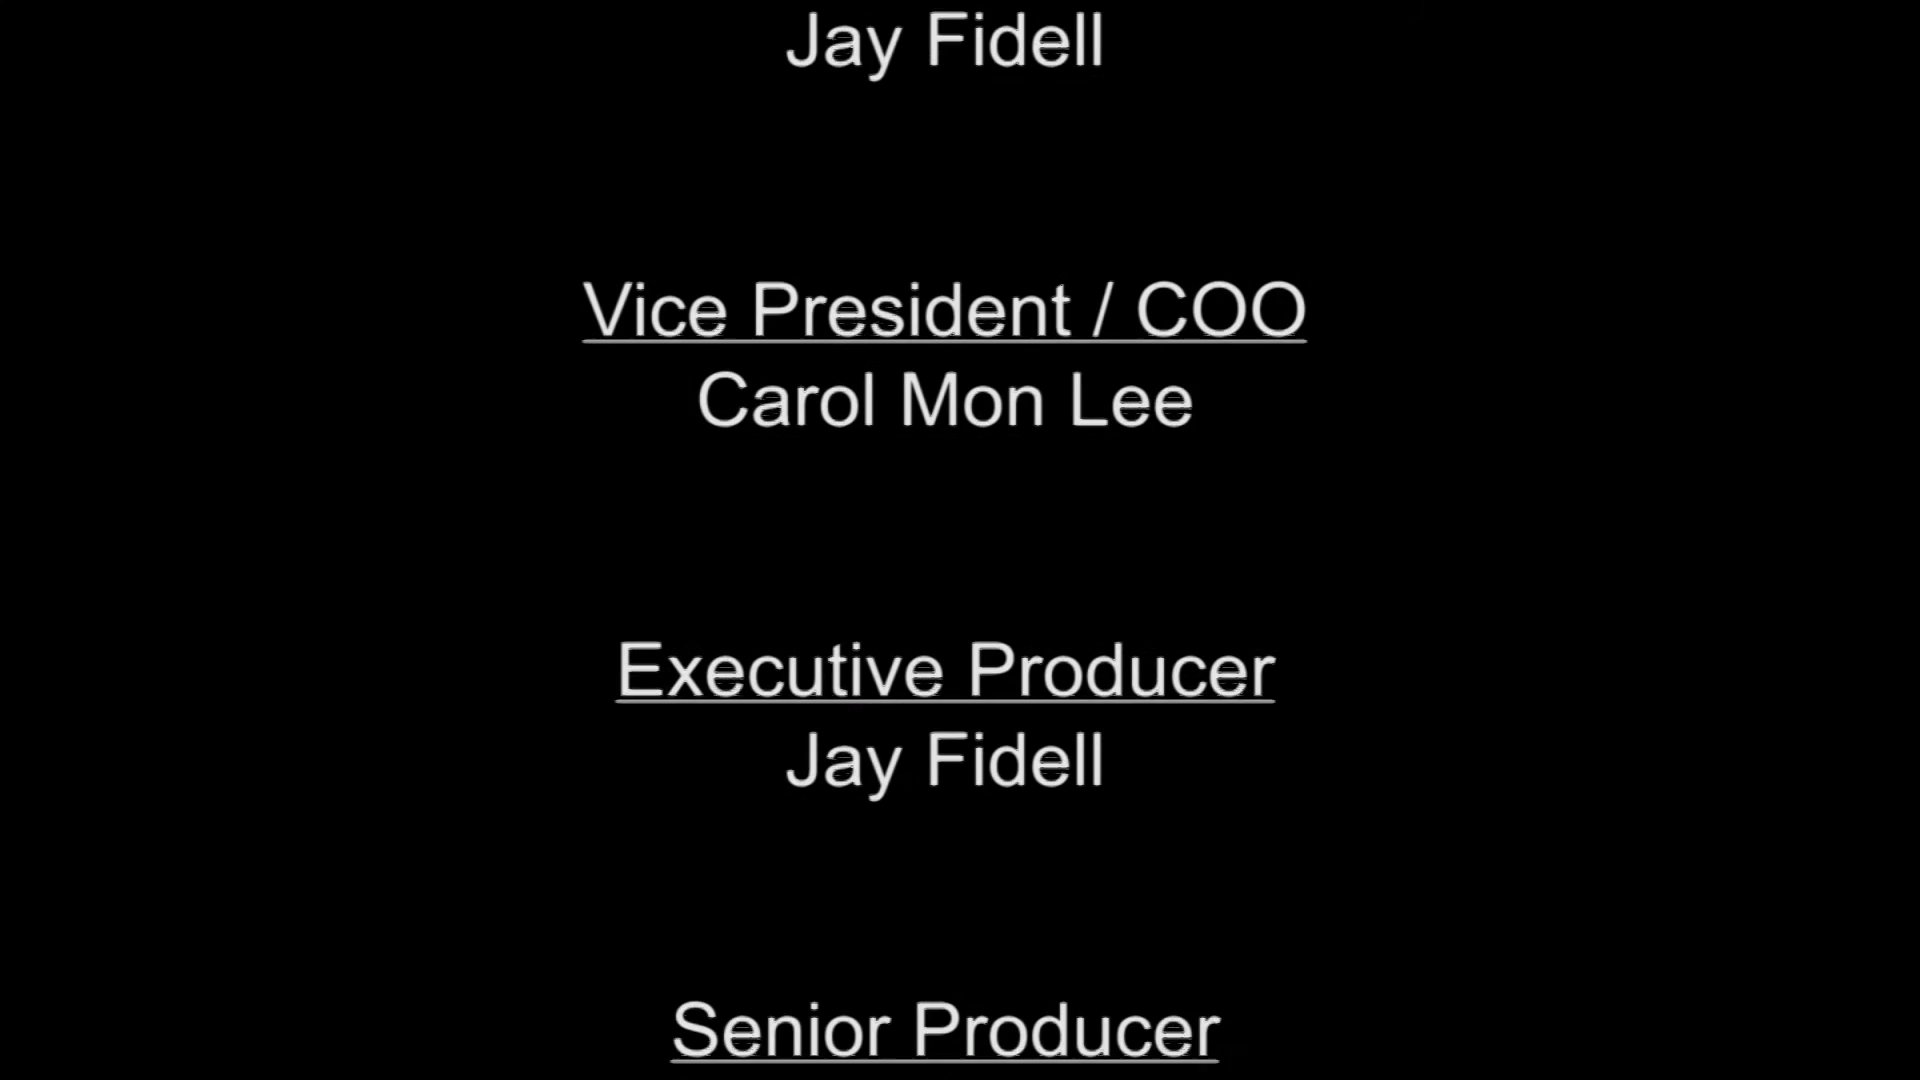 Jay Fidell
Vice President / COO
Carol Mon Lee
Executive Producer
Jay Fidell
Senior Producer